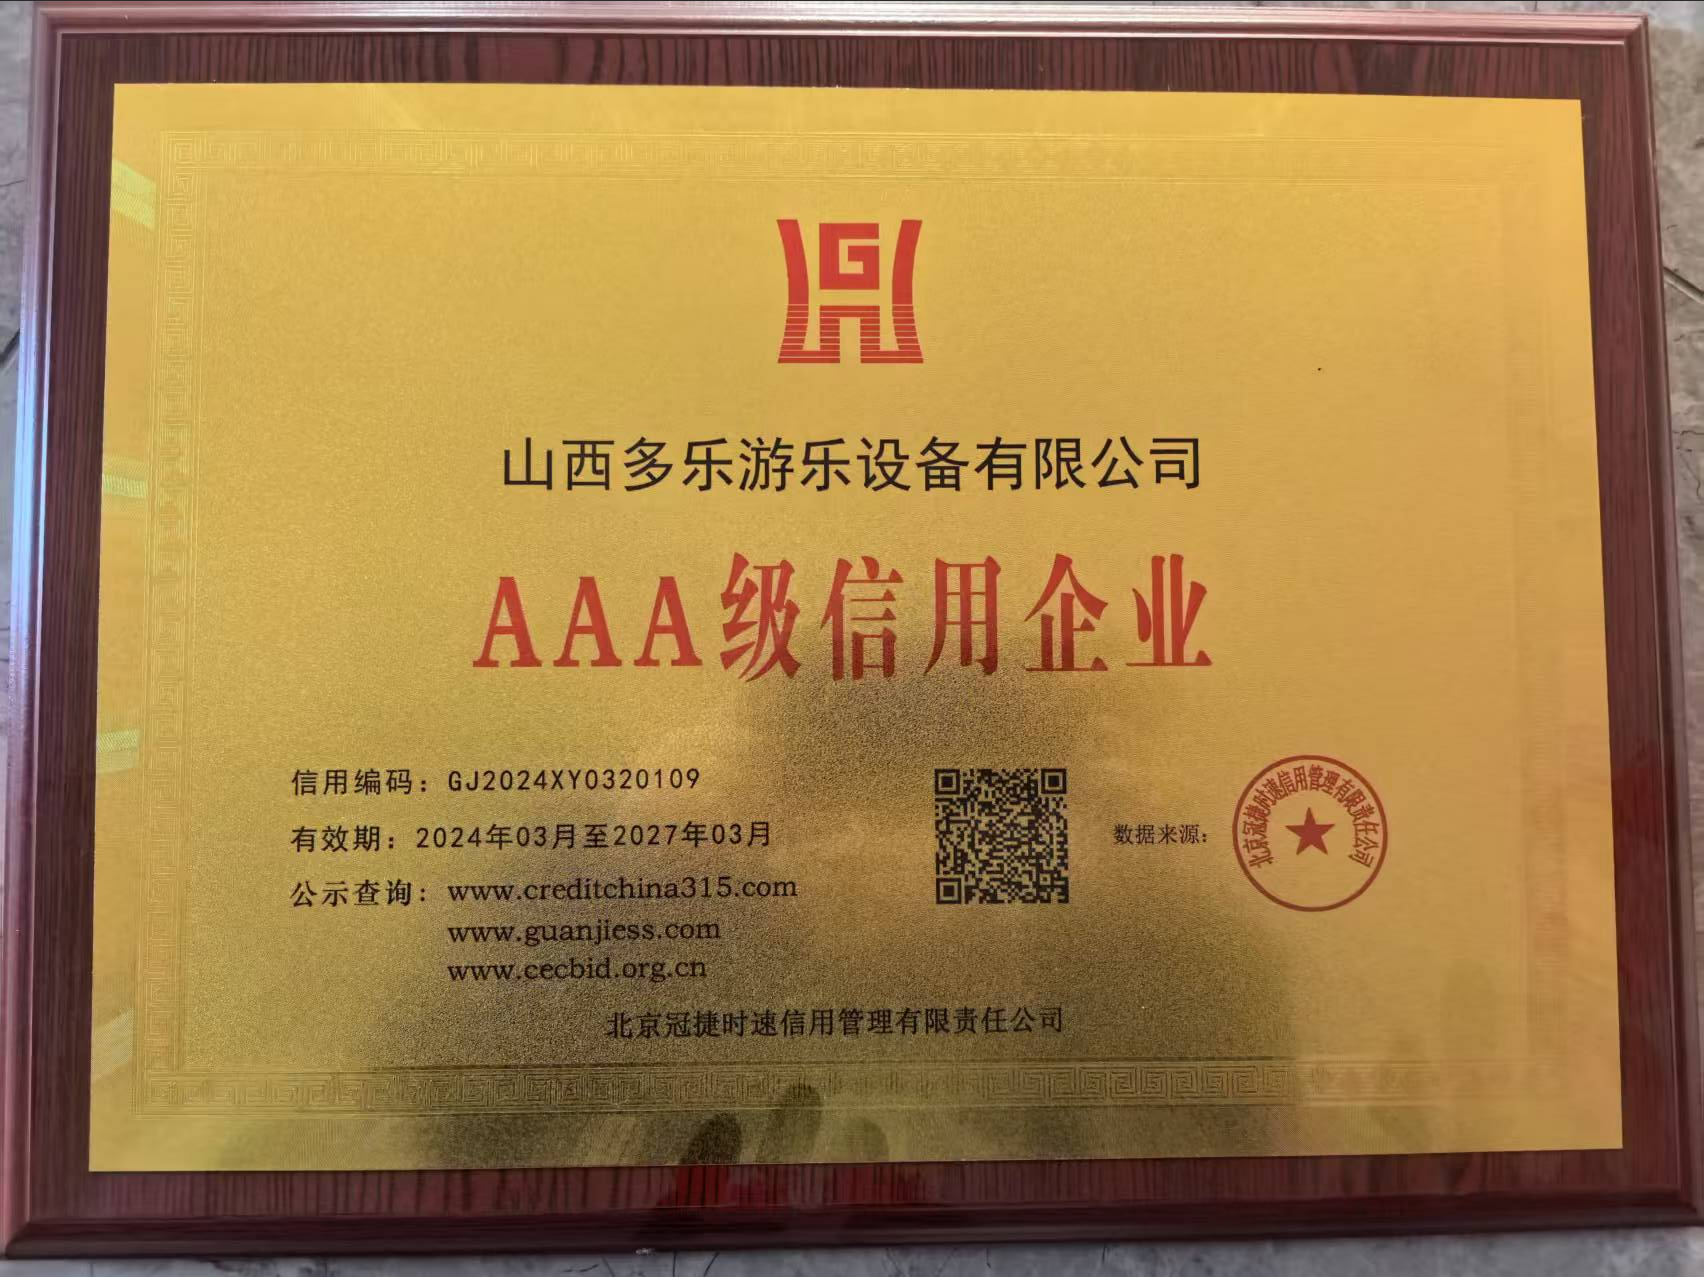 山西多乐游乐设备有限公司
AAA级信用企业
信用编码：GJ2024XY0320109
有效期：2024年03月至2027年03月
公示查询：www.creditchina315.com
www.guanjiess.com
www.cecbid.org.cn
数据来源：
北京冠捷时速信用管理有限责任公司
北京冠捷时速信用管理有限责任公司